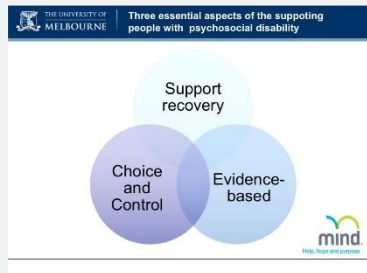 THE UNIVERSITY OF
MELBOURNE
Three essential aspects of the suppoting
people with psychosocial disability
Support
recovery
Choice
and
Control
Evidence-
based
mind
Help, hope and purpose